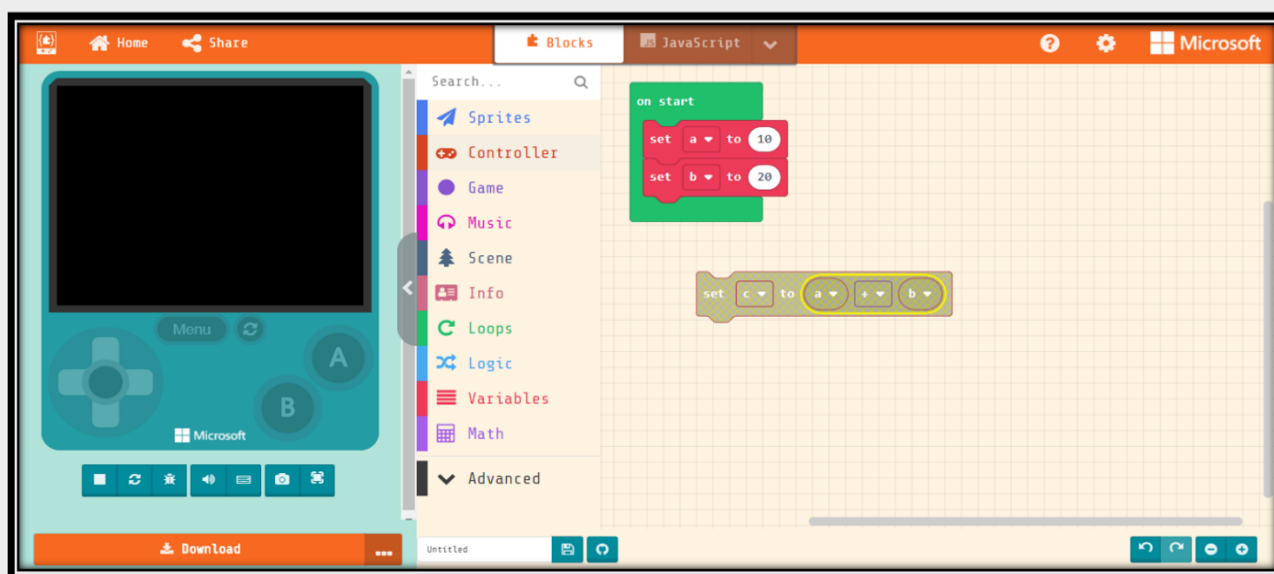 Home Share Blocks JavaScript Microsoft
Menu
A
B
Microsoft
Download
Search...
Sprites
Controller
Game
Music
Scene
Info
Loops
Logic
Variables
Math
Advanced
Untitled
on start
set a to 10
set b to 20
set c to a + b